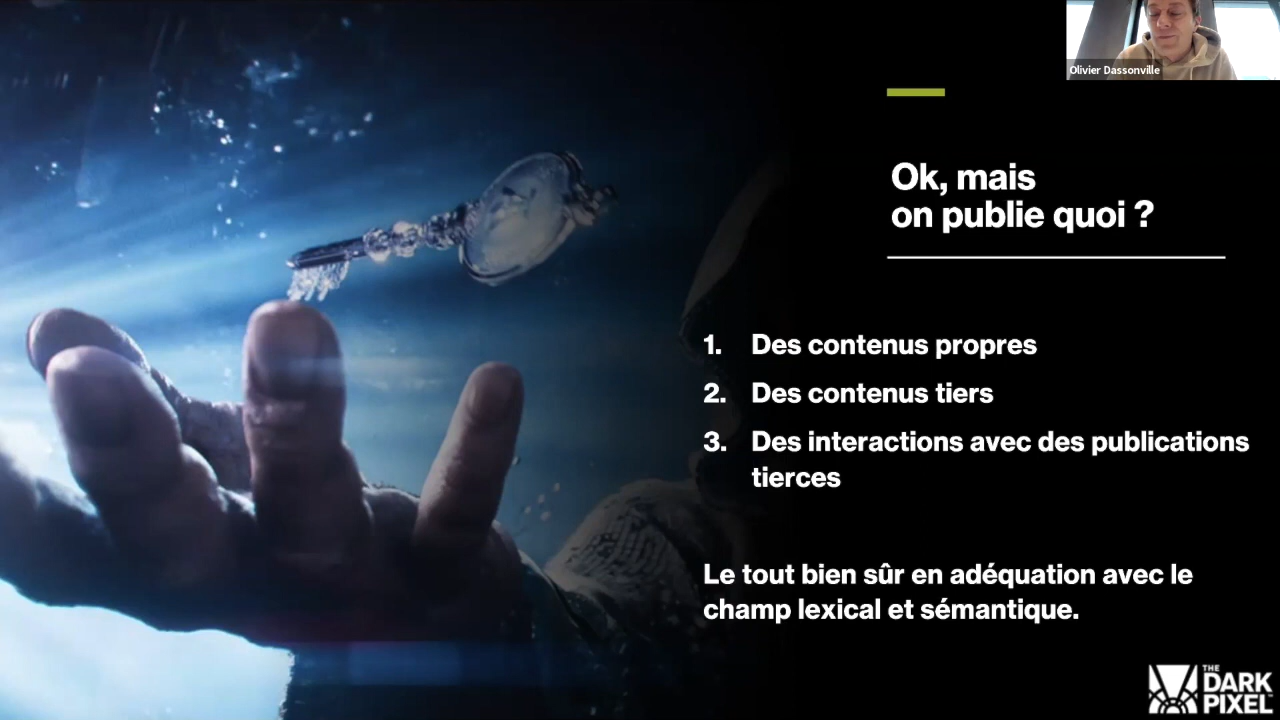 Olivier Dassonville
Ok, mais
on publie quoi ?
1. Des contenus propres
2. Des contenus tiers
3. Des interactions avec des publications
tierces
Le tout bien sûr en adéquation avec le
champ lexical et sémantique.
THE
DARK
PIXEL